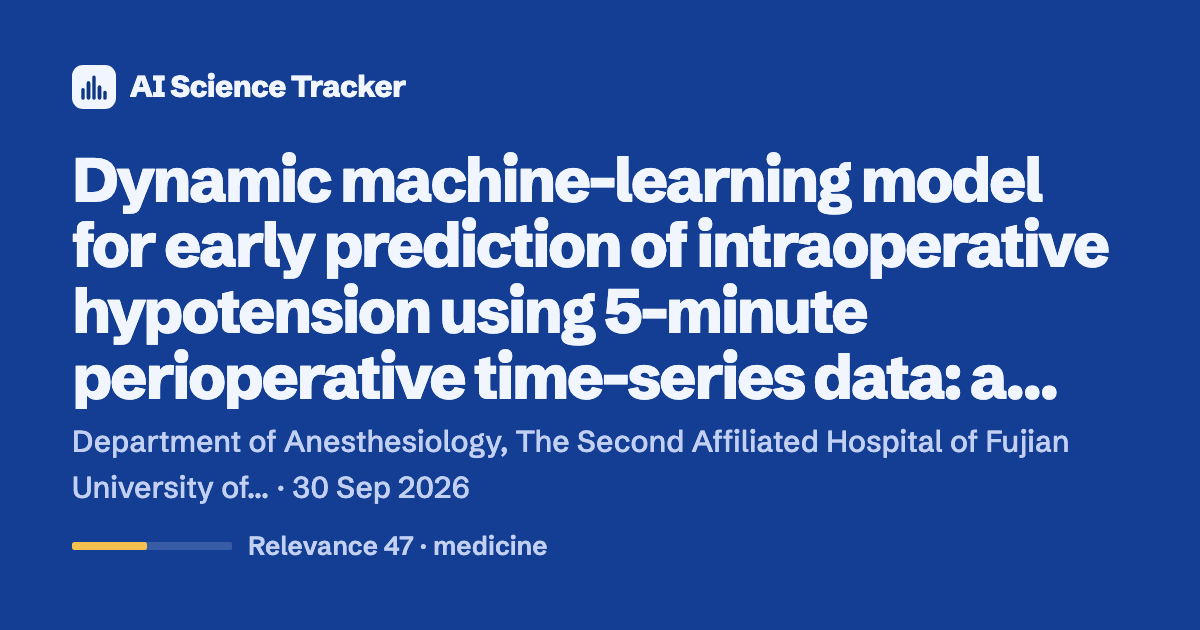 AI Science Tracker
Dynamic machine-learning model
for early prediction of intraoperative
hypotension using 5-minute
perioperative time-series data: a...
Department of Anesthesiology, The Second Affiliated Hospital of Fujian
University of... · 30 Sep 2026
Relevance 47 · medicine